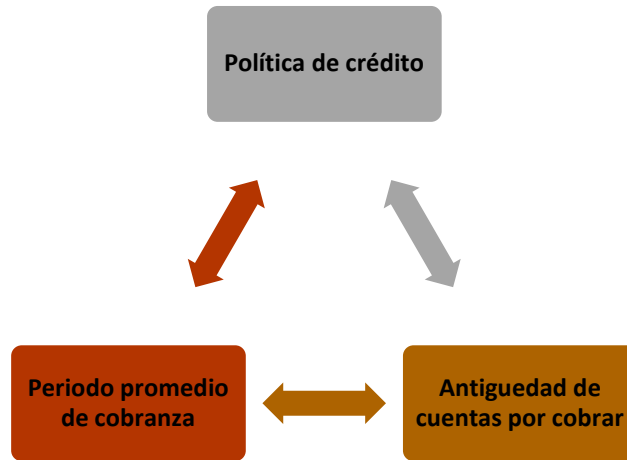 Política de crédito
Periodo promedio
de cobranza
Antiguedad de
cuentas por cobrar